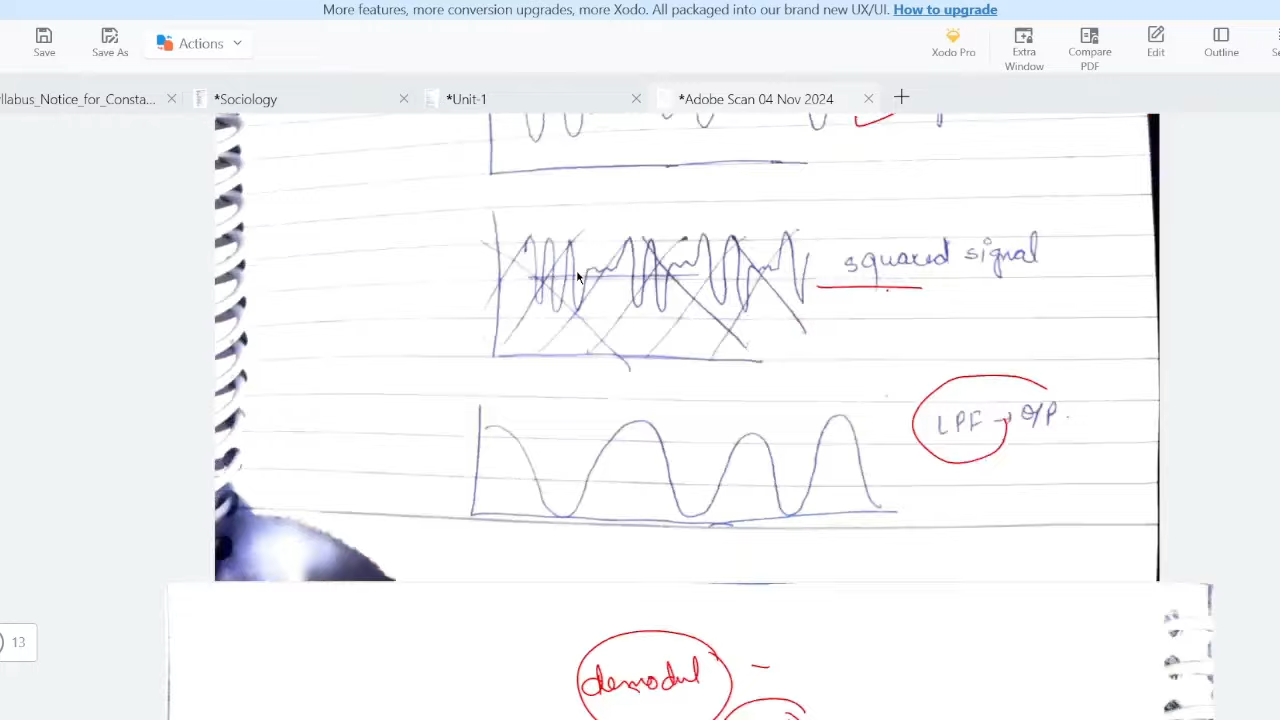 More features, more conversion upgrades, more Xodo. All packaged into our brand new UX/UI. How to upgrade
Save
Save As
Actions
Xodo Pro
Extra Window
Compare PDF
Edit
Outline
llabus_Notice_for_Consta...
*Sociology
*Unit-1
*Adobe Scan 04 Nov 2024
squared signal
LPF → O/P.
13
demodul